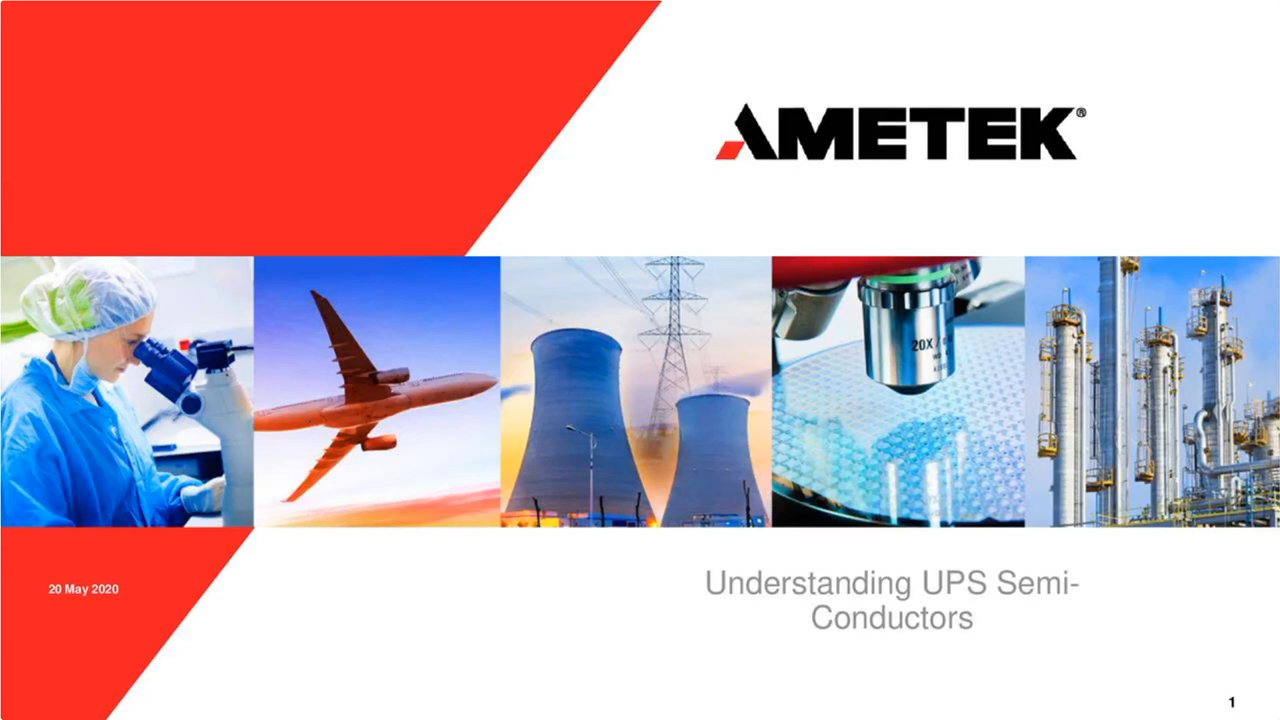 AMETEK®
20X /
20 May 2020
Understanding UPS Semi-
Conductors
1